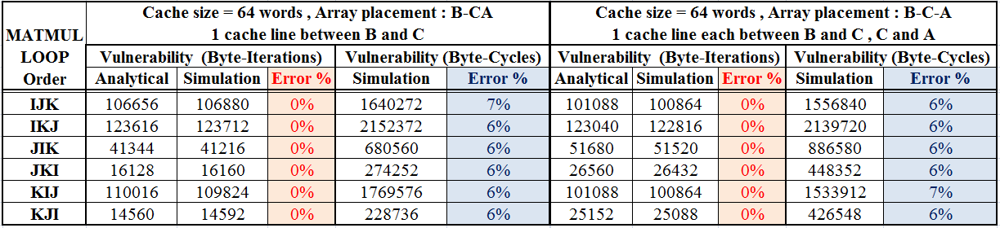 MATMUL LOOP Order | Cache size = 64 words , Array placement : B-CA 1 cache line between B and C | Cache size = 64 words , Array placement : B-C-A 1 cache line each between B and C , C and A
Vulnerability (Byte-Iterations) | Vulnerability (Byte-Cycles) | Vulnerability (Byte-Iterations) | Vulnerability (Byte-Cycles)
Analytical | Simulation | Error % | Simulation | Error % | Analytical | Simulation | Error % | Simulation | Error %
IJK | 106656 | 106880 | 0% | 1640272 | 7% | 101088 | 100864 | 0% | 1556840 | 6%
IKJ | 123616 | 123712 | 0% | 2152372 | 6% | 123040 | 122816 | 0% | 2139720 | 6%
JIK | 41344 | 41216 | 0% | 680560 | 6% | 51680 | 51520 | 0% | 886580 | 6%
JKI | 16128 | 16160 | 0% | 274252 | 6% | 26560 | 26432 | 0% | 448352 | 6%
KIJ | 110016 | 109824 | 0% | 1769576 | 6% | 101088 | 100864 | 0% | 1533912 | 7%
KJI | 14560 | 14592 | 0% | 228736 | 6% | 25152 | 25088 | 0% | 426548 | 6%